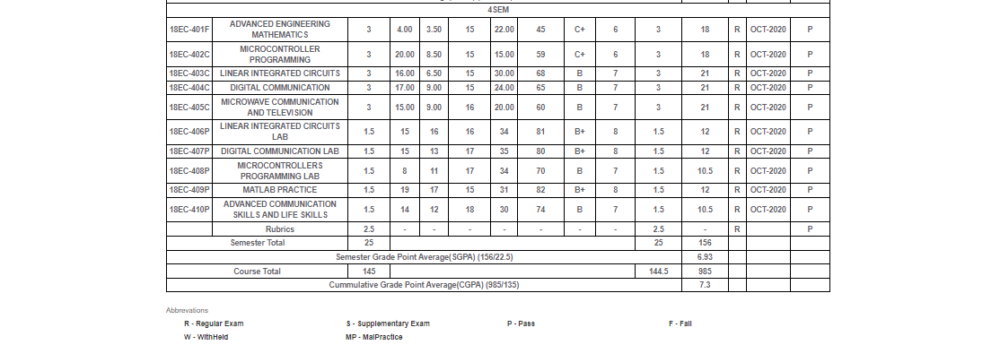 4SEM
18EC-401F ADVANCED ENGINEERING MATHEMATICS 3 4.00 3.50 15 22.00 45 C+ 6 3 18 R OCT-2020 P
18EC-402C MICROCONTROLLER PROGRAMMING 3 20.00 8.50 15 15.00 59 C+ 6 3 18 R OCT-2020 P
18EC-403C LINEAR INTEGRATED CIRCUITS 3 16.00 6.50 15 30.00 68 B 7 3 21 R OCT-2020 P
18EC-404C DIGITAL COMMUNICATION 3 17.00 9.00 15 24.00 65 B 7 3 21 R OCT-2020 P
18EC-405C MICROWAVE COMMUNICATION AND TELEVISION 3 15.00 9.00 16 20.00 60 B 7 3 21 R OCT-2020 P
18EC-406P LINEAR INTEGRATED CIRCUITS LAB 1.5 15 16 16 34 81 B+ 8 1.5 12 R OCT-2020 P
18EC-407P DIGITAL COMMUNICATION LAB 1.5 15 13 17 35 80 B+ 8 1.5 12 R OCT-2020 P
18EC-408P MICROCONTROLLERS PROGRAMMING LAB 1.5 8 11 17 34 70 B 7 1.5 10.5 R OCT-2020 P
18EC-409P MATLAB PRACTICE 1.5 19 17 15 31 82 B+ 8 1.5 12 R OCT-2020 P
18EC-410P ADVANCED COMMUNICATION SKILLS AND LIFE SKILLS 1.5 14 12 18 30 74 B 7 1.5 10.5 R OCT-2020 P
Rubrics 2.5 - - - - - - - 2.5 - R P
Semester Total 25 25 156
Semester Grade Point Average(SGPA) (156/22.5) 6.93
Course Total 145 144.5 985
Cummulative Grade Point Average(CGPA) (985/135) 7.3
Abbrevations
R - Regular Exam S - Supplementary Exam P - Pass F - Fail
W - WithHeld MP - MalPractice